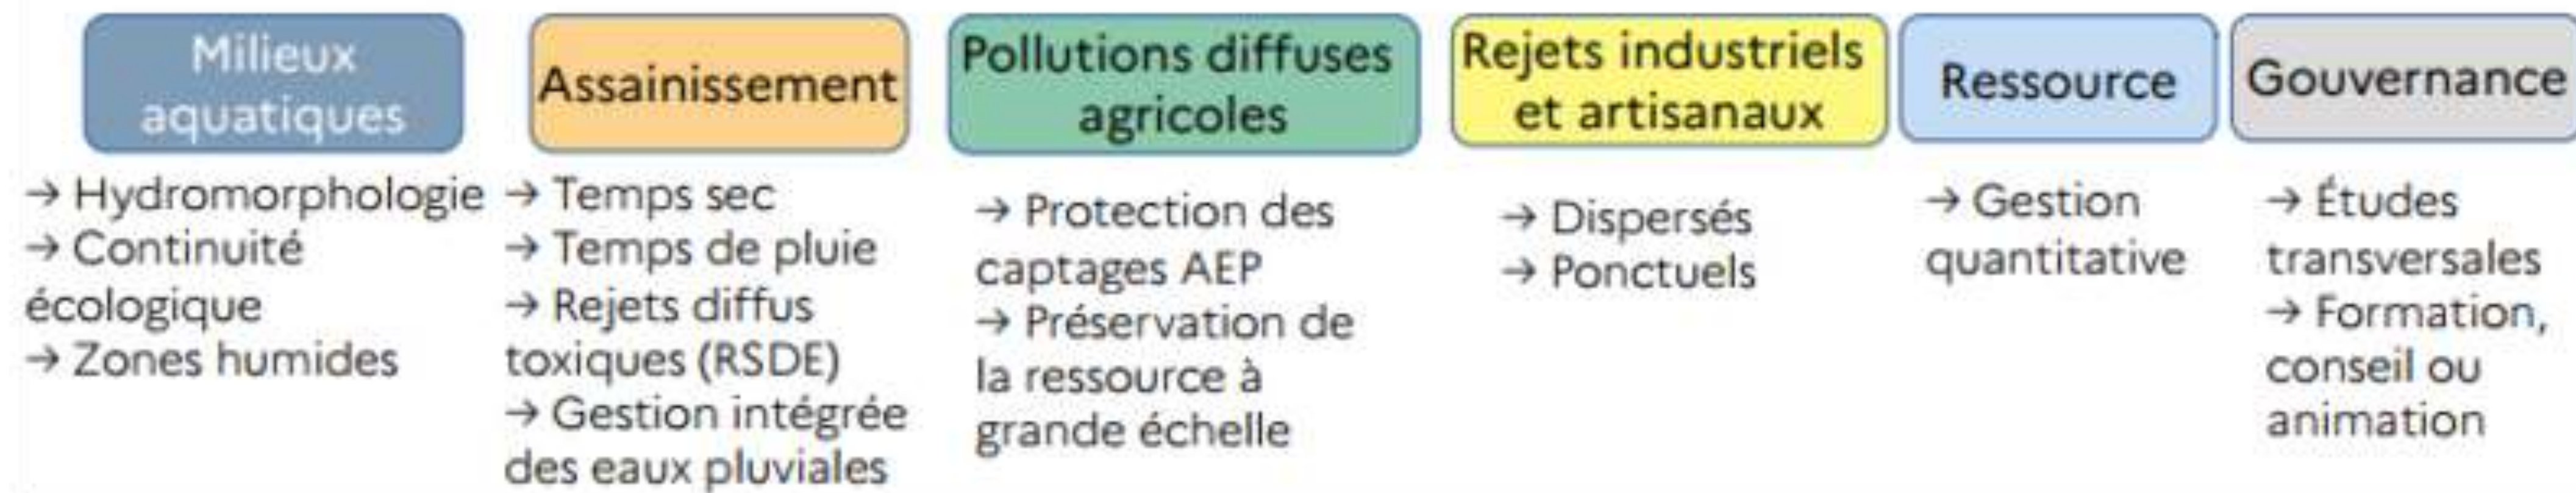 Milieux
aquatiques
→ Hydromorphologie
→ Continuité
écologique
→ Zones humides
Assainissement
→ Temps sec
→ Temps de pluie
→ Rejets diffus
toxiques (RSDE)
→ Gestion intégrée
des eaux pluviales
Pollutions diffuses
agricoles
→ Protection des
captages AEP
→ Préservation de
la ressource à
grande échelle
Rejets industriels
et artisanaux
→ Dispersés
→ Ponctuels
Ressource
→ Gestion
quantitative
Gouvernance
→ Études
transversales
→ Formation,
conseil ou
animation